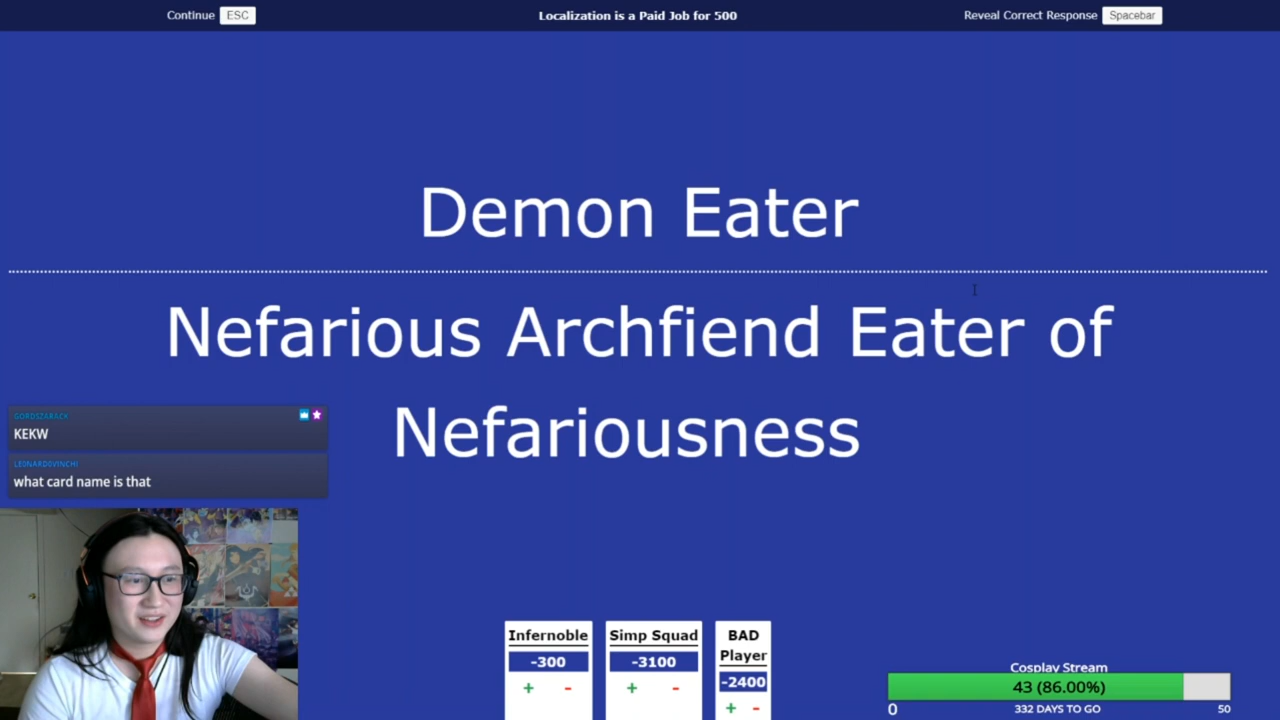 Continue ESC
Localization is a Paid Job for 500
Reveal Correct Response Spacebar
Demon Eater
Nefarious Archfiend Eater of
Nefariousness
GORDSZARACH
KEKW
LEONARDOVINCHI
what card name is that
Infernoble
-300
+ -
Simp Squad
-3100
+ -
BAD
Player
-2400
+ -
Cosplay Stream
43 (86.00%)
0 332 DAYS TO GO 50